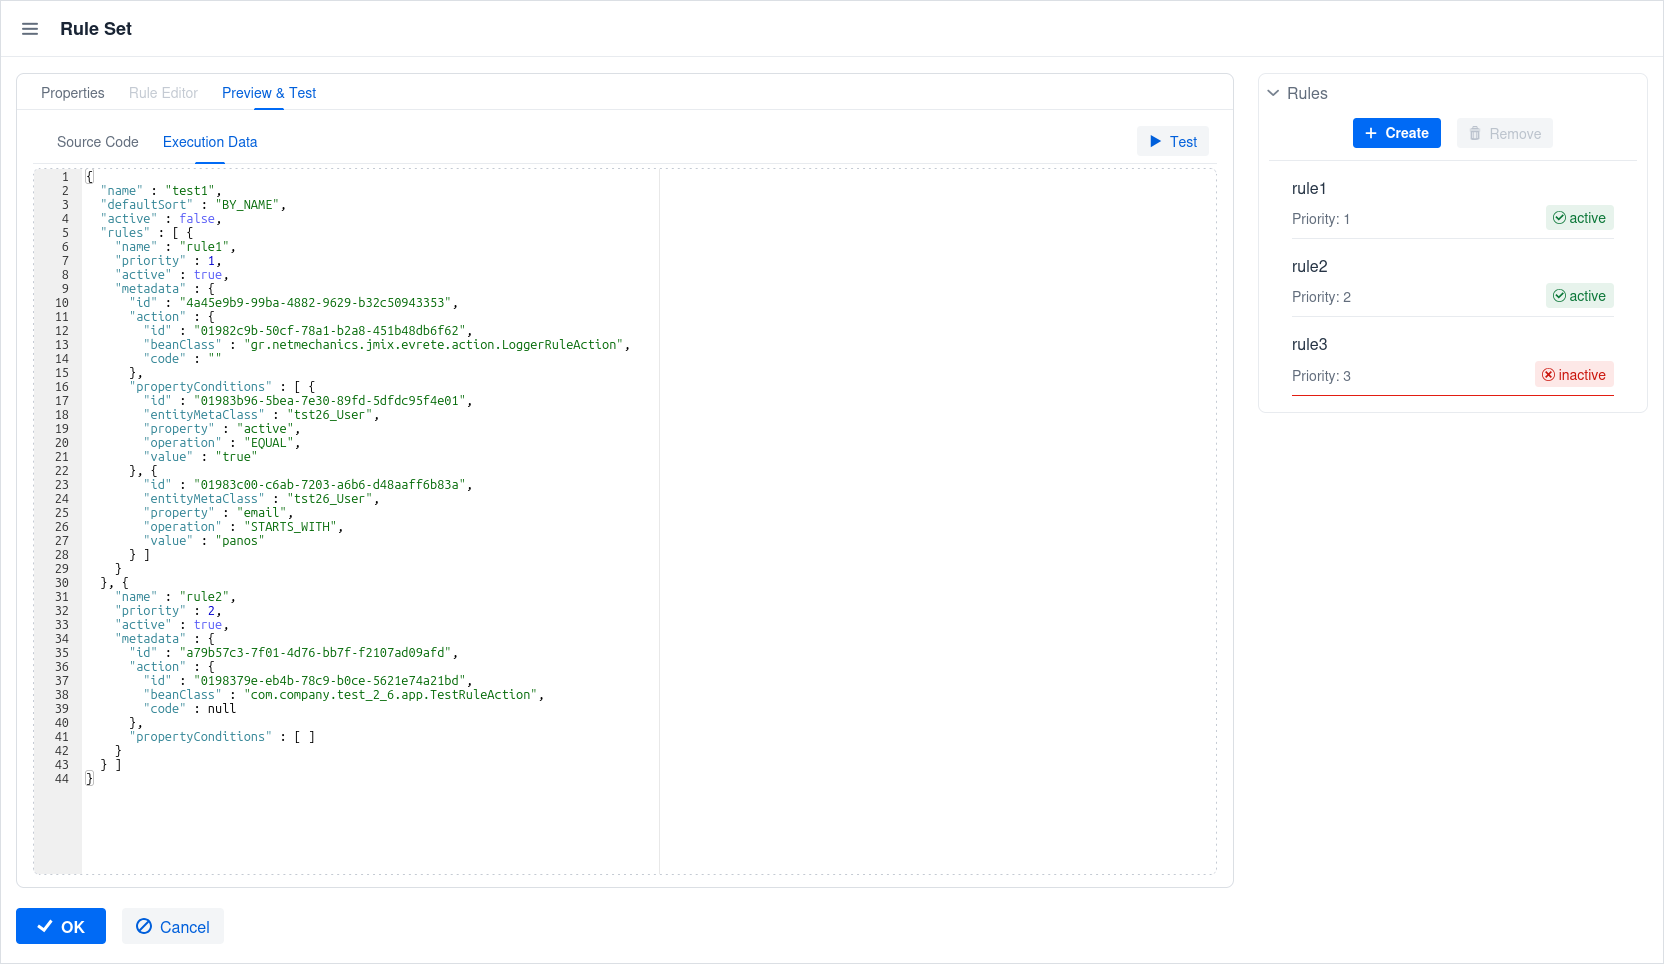 Rule Set
Properties Rule Editor Preview & Test
Source Code Execution Data Test
1 {
2 "name" : "test1",
3 "defaultSort" : "BY_NAME",
4 "active" : false,
5 "rules" : [ {
6 "name" : "rule1",
7 "priority" : 1,
8 "active" : true,
9 "metadata" : {
10 "id" : "4a45e9b9-99ba-4882-9629-b32c50943353",
11 "action" : {
12 "id" : "01982c9b-50cf-78a1-b2a8-451b48db6f62",
13 "beanClass" : "gr.netmechanics.jmix.evrete.action.LoggerRuleAction",
14 "code" : ""
15 },
16 "propertyConditions" : [ {
17 "id" : "01983b96-5bea-7e30-89fd-5dfdc95f4e01",
18 "entityMetaClass" : "tst26_User",
19 "property" : "active",
20 "operation" : "EQUAL",
21 "value" : "true"
22 }, {
23 "id" : "01983c00-c6ab-7203-a6b6-d48aaff6b83a",
24 "entityMetaClass" : "tst26_User",
25 "property" : "email",
26 "operation" : "STARTS_WITH",
27 "value" : "panos"
28 } ]
29 }
30 }, {
31 "name" : "rule2",
32 "priority" : 2,
33 "active" : true,
34 "metadata" : {
35 "id" : "a79b57c3-7f01-4d76-bb7f-f2107ad09afd",
36 "action" : {
37 "id" : "0198379e-eb4b-78c9-b0ce-5621e74a21bd",
38 "beanClass" : "com.company.test_2_6.app.TestRuleAction",
39 "code" : null
40 },
41 "propertyConditions" : [ ]
42 }
43 } ]
44 }
Rules
Create Remove
rule1
Priority: 1 active
rule2
Priority: 2 active
rule3
Priority: 3 inactive
OK Cancel